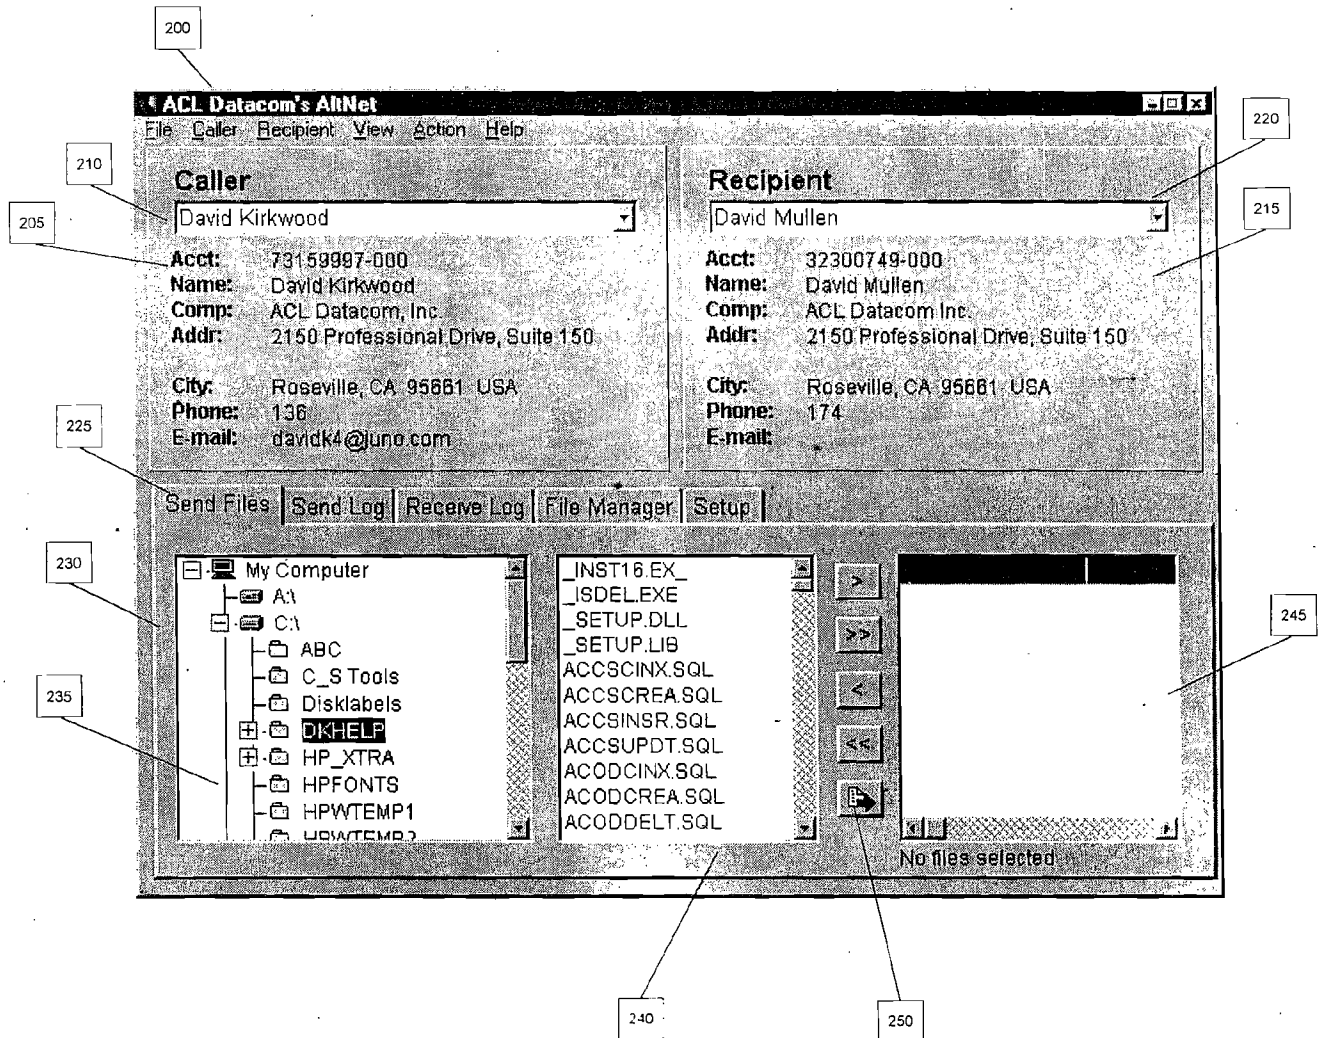 200
ACL Datacom's AltNet
File Caller Recipient View Action Help
220
210
Caller
Recipient
David Kirkwood
David Mullen
215
205
Acct: 73159997-000
Name: David Kirkwood
Comp: ACL Datacom, Inc.
Addr: 2150 Professional Drive, Suite 150
City: Roseville, CA 95661 USA
Phone: 136
E-mail: davidk4@juno.com
Acct: 32300749-000
Name: David Mullen
Comp: ACL Datacom Inc.
Addr: 2150 Professional Drive, Suite 150
City: Roseville, CA 95661 USA
Phone: 174
E-mail:
225
Send Files Send Log Receive Log File Manager Setup
230
My Computer
A:\
C:\
ABC
C_S Tools
Disklabels
DKHELP
HP_XTRA
HPFONTS
HPWTEMP1
HPWTEMP2
235
_INST16.EX_
_ISDEL.EXE
_SETUP.DLL
_SETUP.LIB
ACCSCINX.SQL
ACCSCREA.SQL
ACCSINSR.SQL
ACCSUPDT.SQL
ACODCINX.SQL
ACODCREA.SQL
ACODDELT.SQL
>
>>
<
<<
245
No files selected
240
250